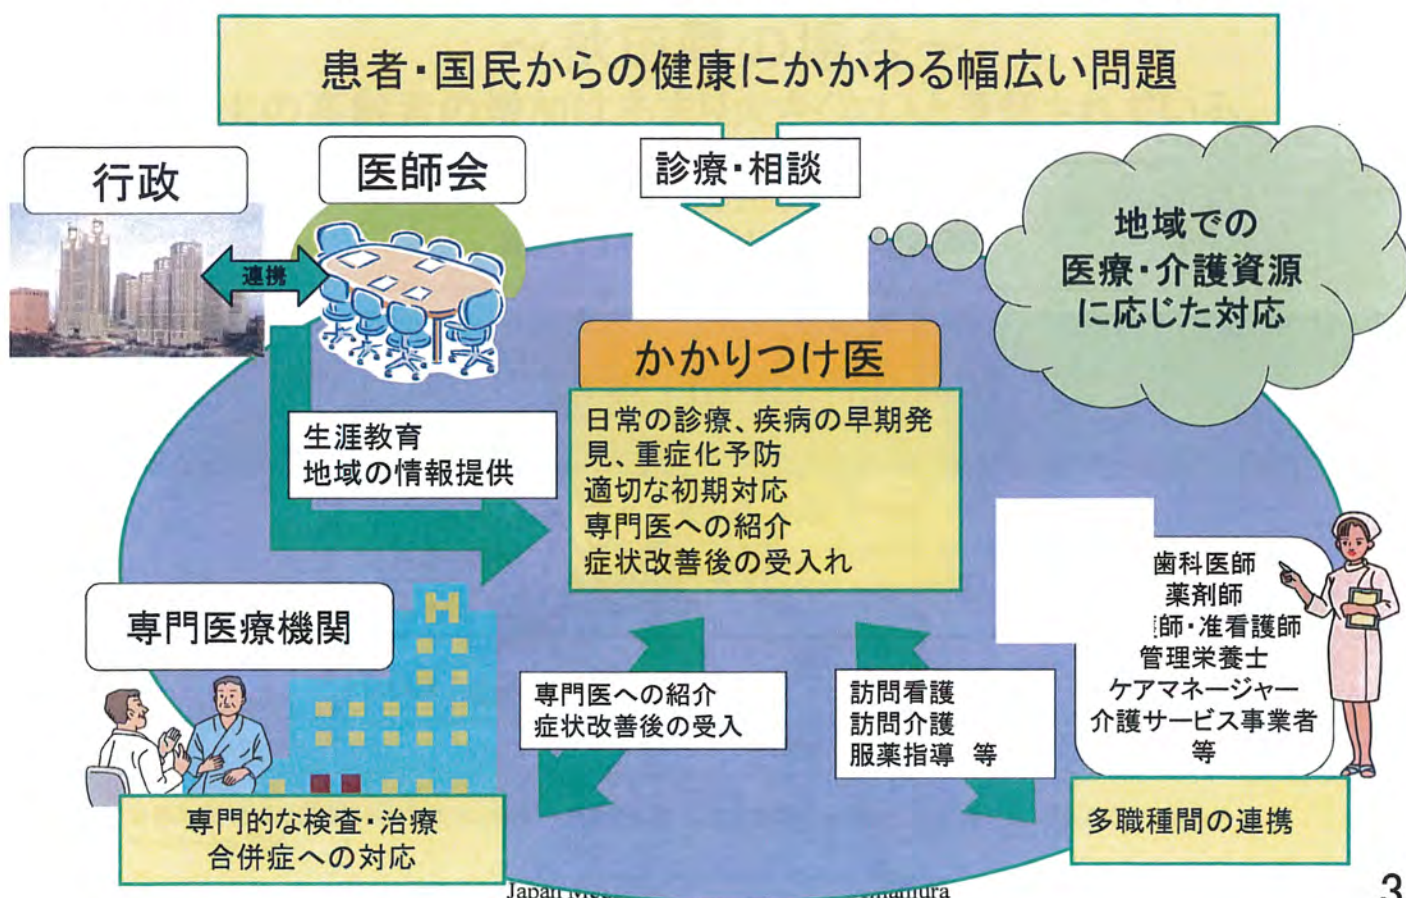 患者・国民からの健康にかかわる幅広い問題
行政
医師会
診療・相談
連携
地域での
医療・介護資源
に応じた対応
かかりつけ医
日常の診療、疾病の早期発
見、重症化予防
適切な初期対応
専門医への紹介
症状改善後の受入れ
生涯教育
地域の情報提供
専門医療機関
H
専門的な検査・治療
合併症への対応
専門医への紹介
症状改善後の受入
訪問看護
訪問介護
服薬指導 等
歯科医師
薬剤師
師・准看護師
管理栄養士
ケアマネージャー
介護サービス事業者
等
多職種間の連携
Japan
3